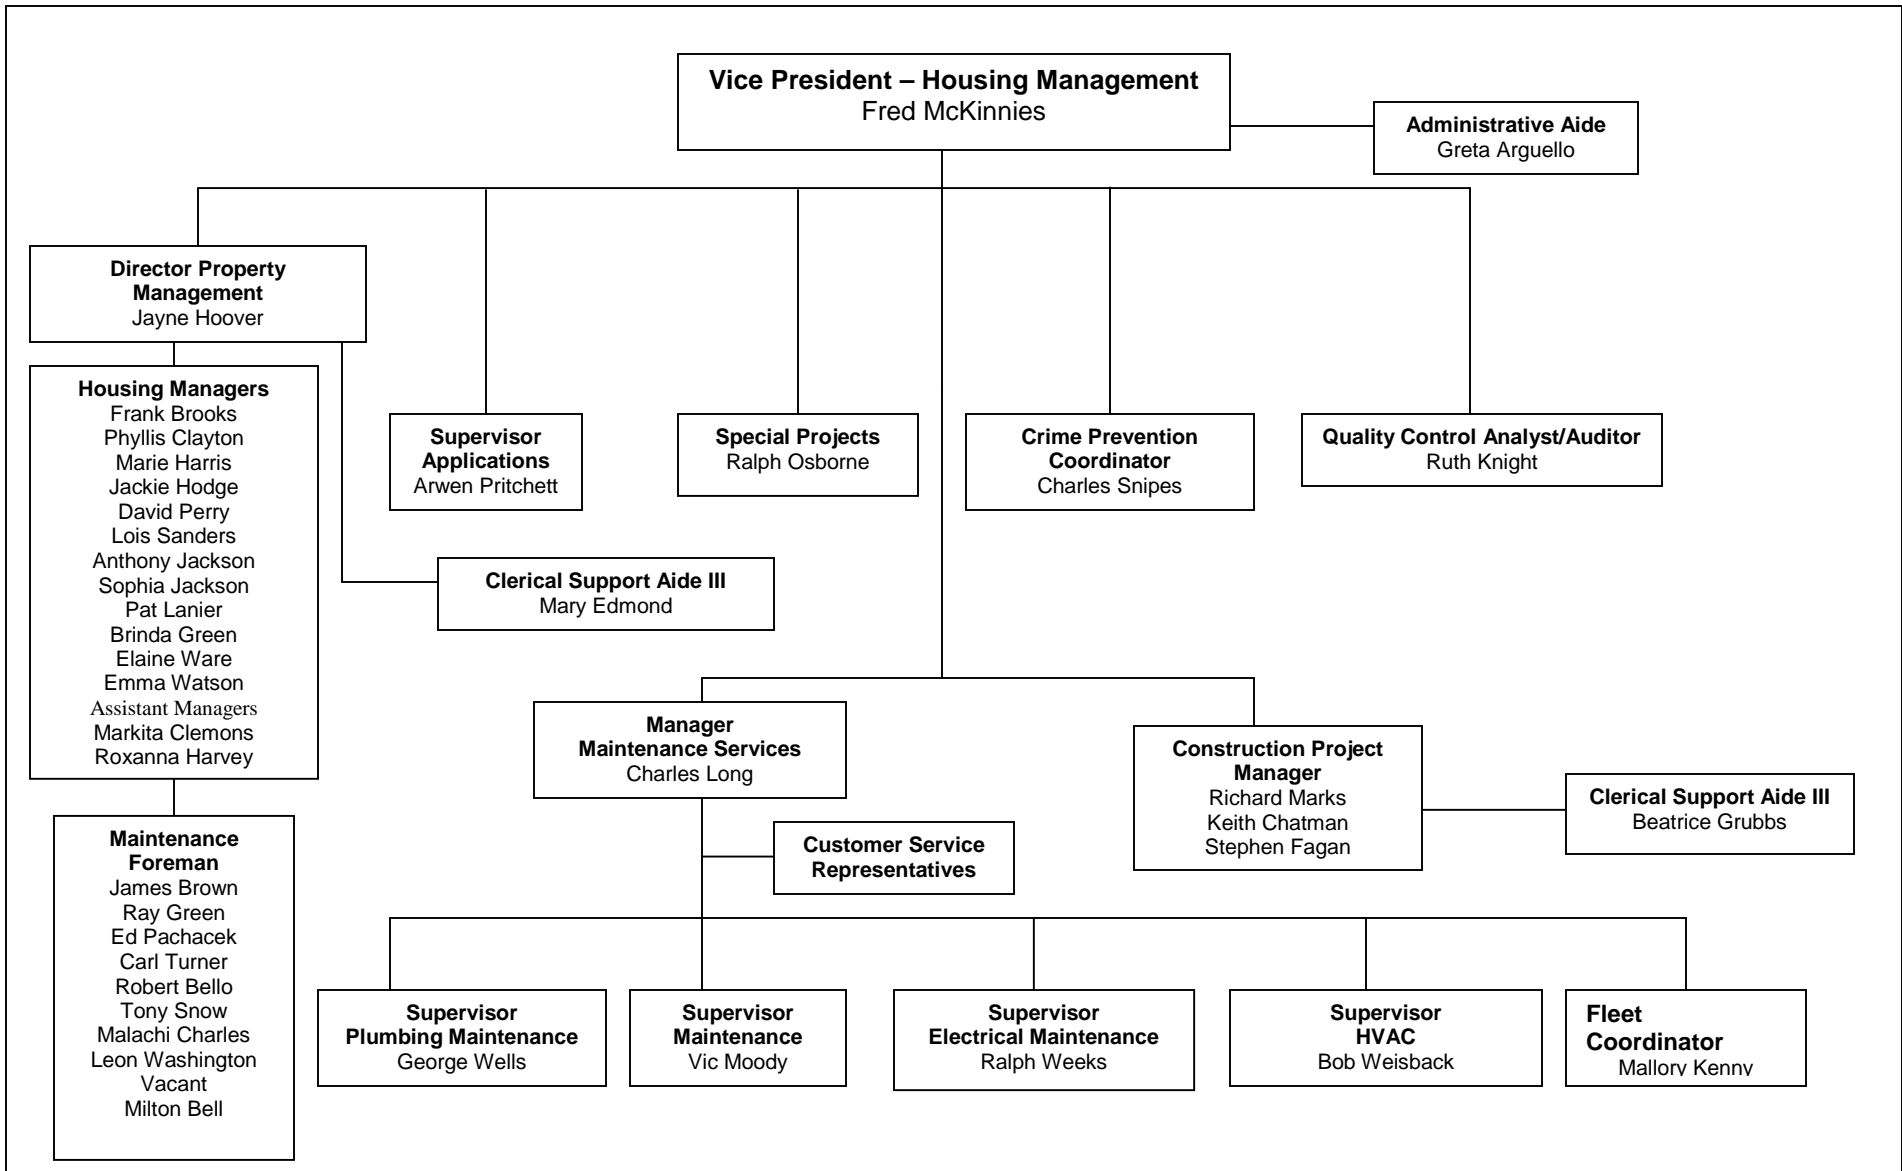 Vice President – Housing Management
Fred McKinnies
Administrative Aide
Greta Arguello
Director Property
Management
Jayne Hoover
Housing Managers
Frank Brooks
Phyllis Clayton
Marie Harris
Jackie Hodge
David Perry
Lois Sanders
Anthony Jackson
Sophia Jackson
Pat Lanier
Brinda Green
Elaine Ware
Emma Watson
Assistant Managers
Markita Clemons
Roxanna Harvey
Maintenance
Foreman
James Brown
Ray Green
Ed Pachacek
Carl Turner
Robert Bello
Tony Snow
Malachi Charles
Leon Washington
Vacant
Milton Bell
Supervisor
Applications
Arwen Pritchett
Special Projects
Ralph Osborne
Crime Prevention
Coordinator
Charles Snipes
Quality Control Analyst/Auditor
Ruth Knight
Clerical Support Aide III
Mary Edmond
Manager
Maintenance Services
Charles Long
Construction Project
Manager
Richard Marks
Keith Chatman
Stephen Fagan
Clerical Support Aide III
Beatrice Grubbs
Customer Service
Representatives
Supervisor
Plumbing Maintenance
George Wells
Supervisor
Maintenance
Vic Moody
Supervisor
Electrical Maintenance
Ralph Weeks
Supervisor
HVAC
Bob Weisback
Fleet
Coordinator
Mallory Kenny